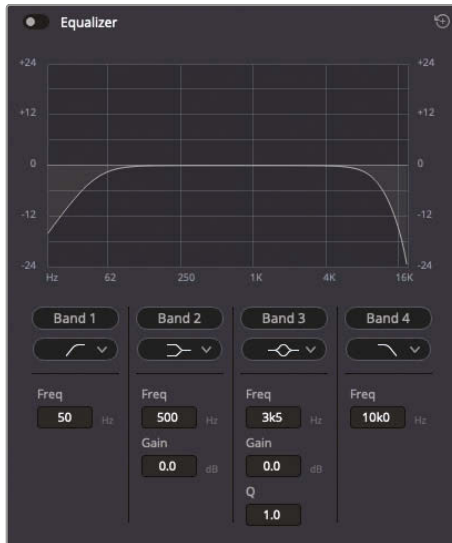 Equalizer
+24 +24
+12 +12
0 0
-12 -12
-24 -24
Hz 62 250 1K 4K 16K
Band 1 Band 2 Band 3 Band 4
Freq Freq Freq Freq
50 Hz 500 Hz 3k5 Hz 10k0 Hz
Gain Gain
0.0 dB 0.0 dB
Q
1.0